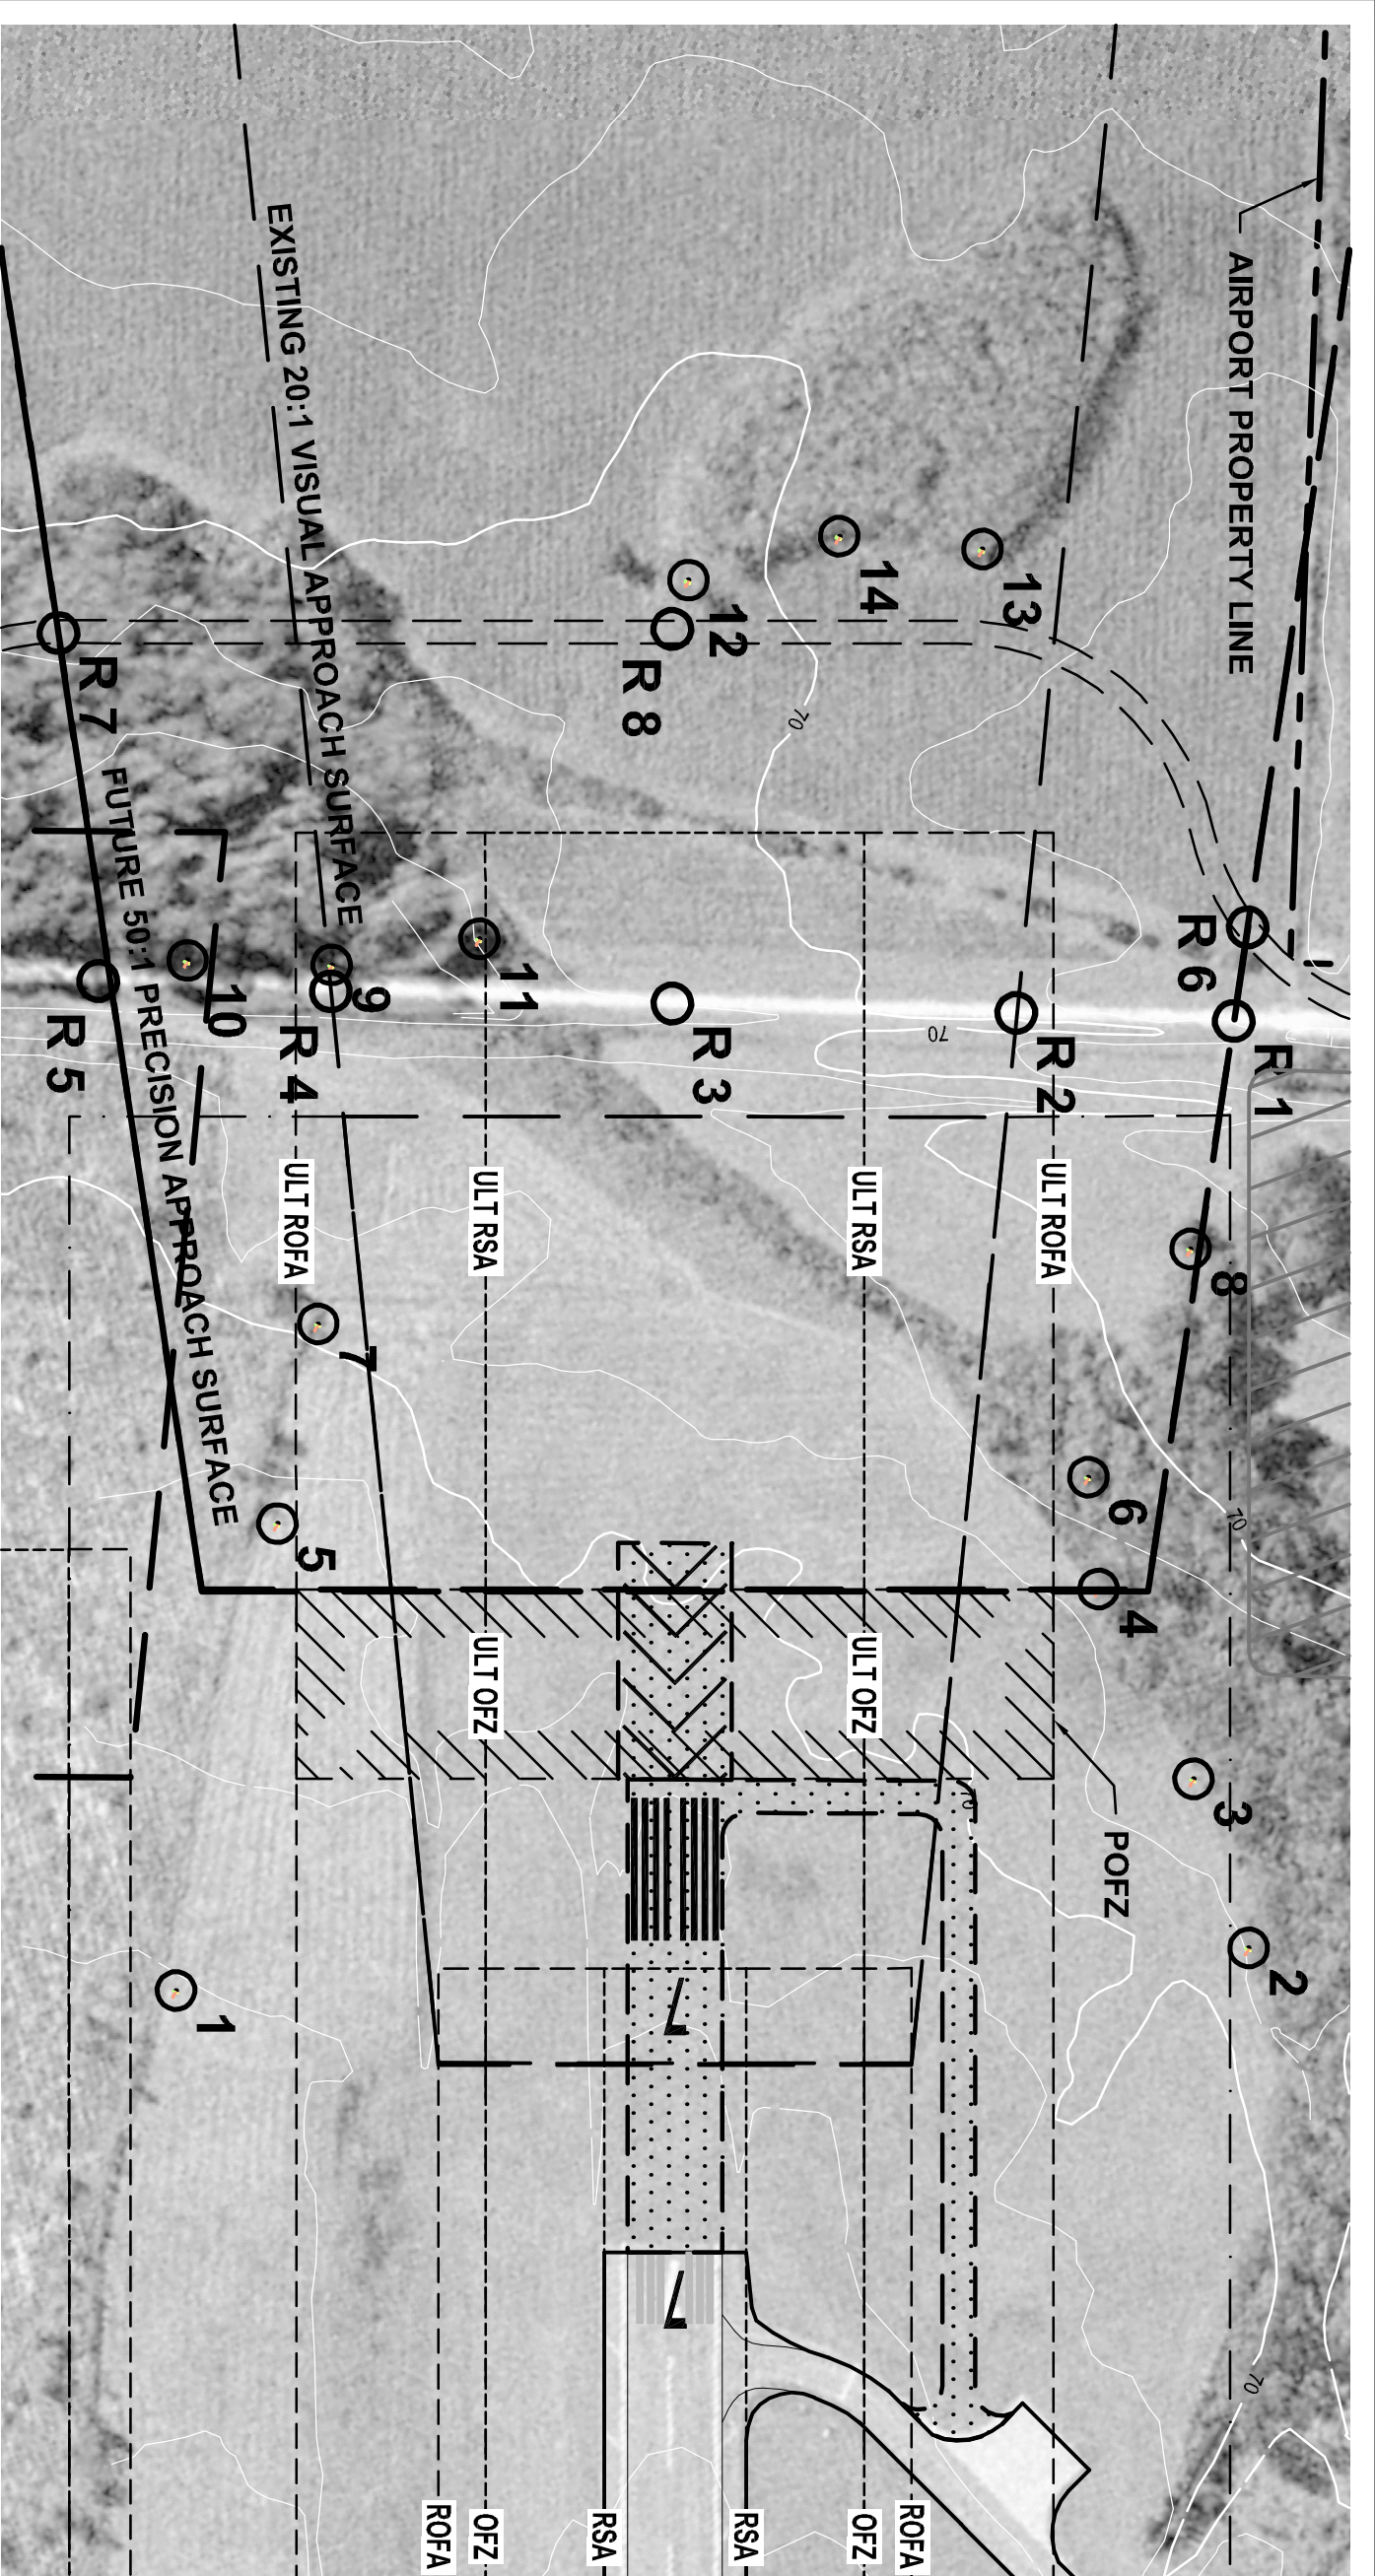 AIRPORT PROPERTY LINE
EXISTING 20:1 VISUAL APPROACH SURFACE
14
13
12
R 8
R 7
70
FUTURE 50:1 PRECISION APPROACH SURFACE
R 6
11
9
10
R 5
R 4
R 3
70
R 2
R 1
ULT ROFA
ULT RSA
ULT RSA
ULT ROFA
8
7
6
70
5
4
ULT OFZ
ULT OFZ
3
70
POFZ
2
1
7
7
70
ROFA
OFZ
RSA
RSA
OFZ
ROFA